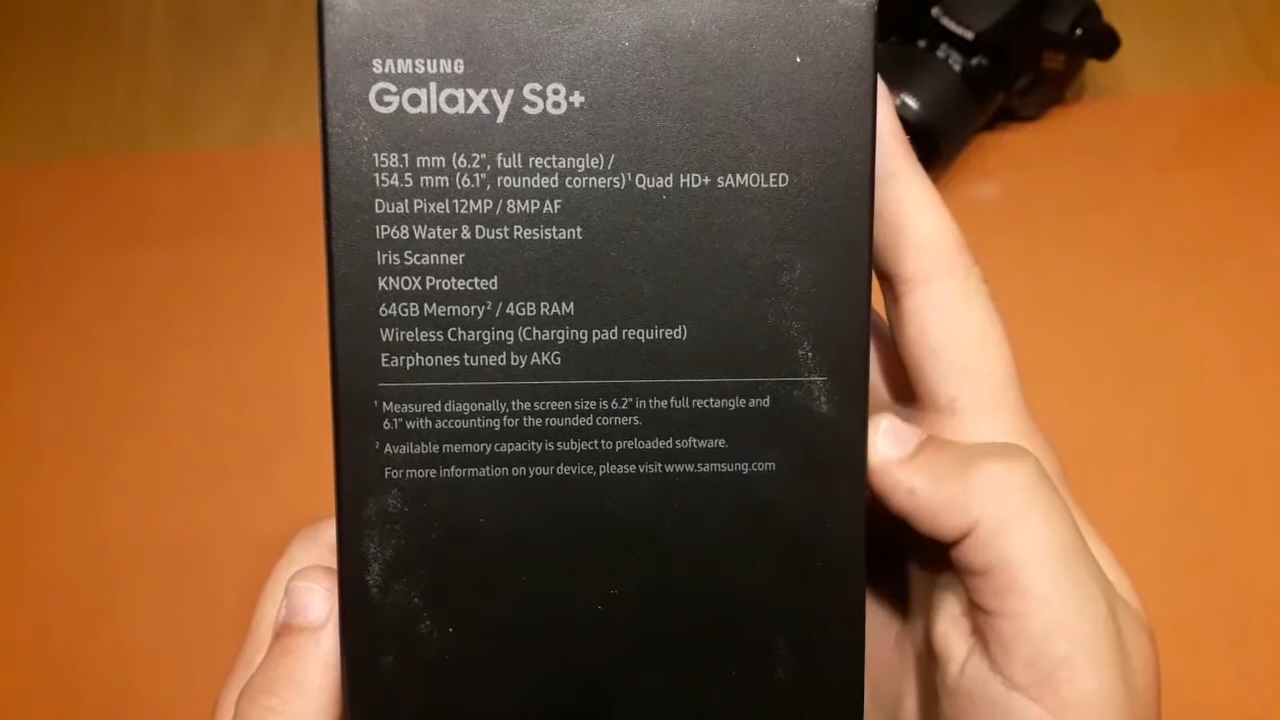 SAMSUNG
Galaxy S8+
158.1 mm (6.2", full rectangle) /
154.5 mm (6.1", rounded corners)¹ Quad HD+ sAMOLED
Dual Pixel 12MP / 8MP AF
IP68 Water & Dust Resistant
Iris Scanner
KNOX Protected
64GB Memory² / 4GB RAM
Wireless Charging (Charging pad required)
Earphones tuned by AKG
¹ Measured diagonally, the screen size is 6.2" in the full rectangle and
6.1" with accounting for the rounded corners.
² Available memory capacity is subject to preloaded software.
For more information on your device, please visit www.samsung.com